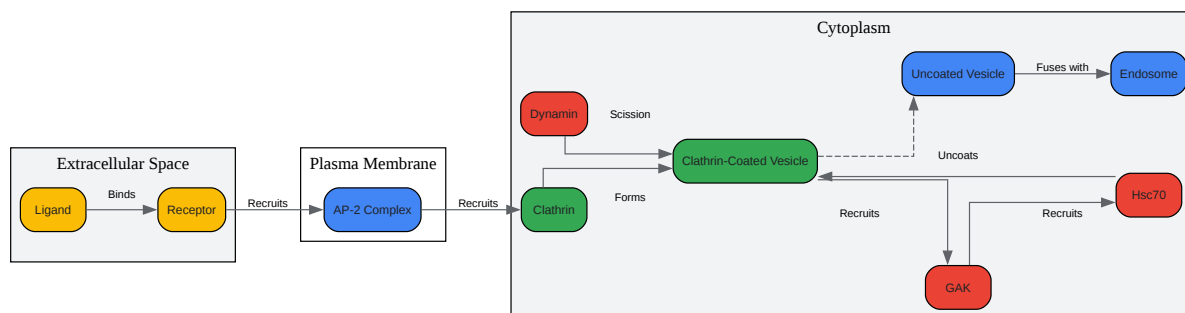 Cytoplasm
Uncoated Vesicle
Fuses with
Endosome
Dynamin
Scission
Extracellular Space
Plasma Membrane
Clathrin-Coated Vesicle
Uncoats
Binds
Ligand
Receptor
Recruits
AP-2 Complex
Recruits
Clathrin
Forms
Recruits
Recruits
Hsc70
GAK